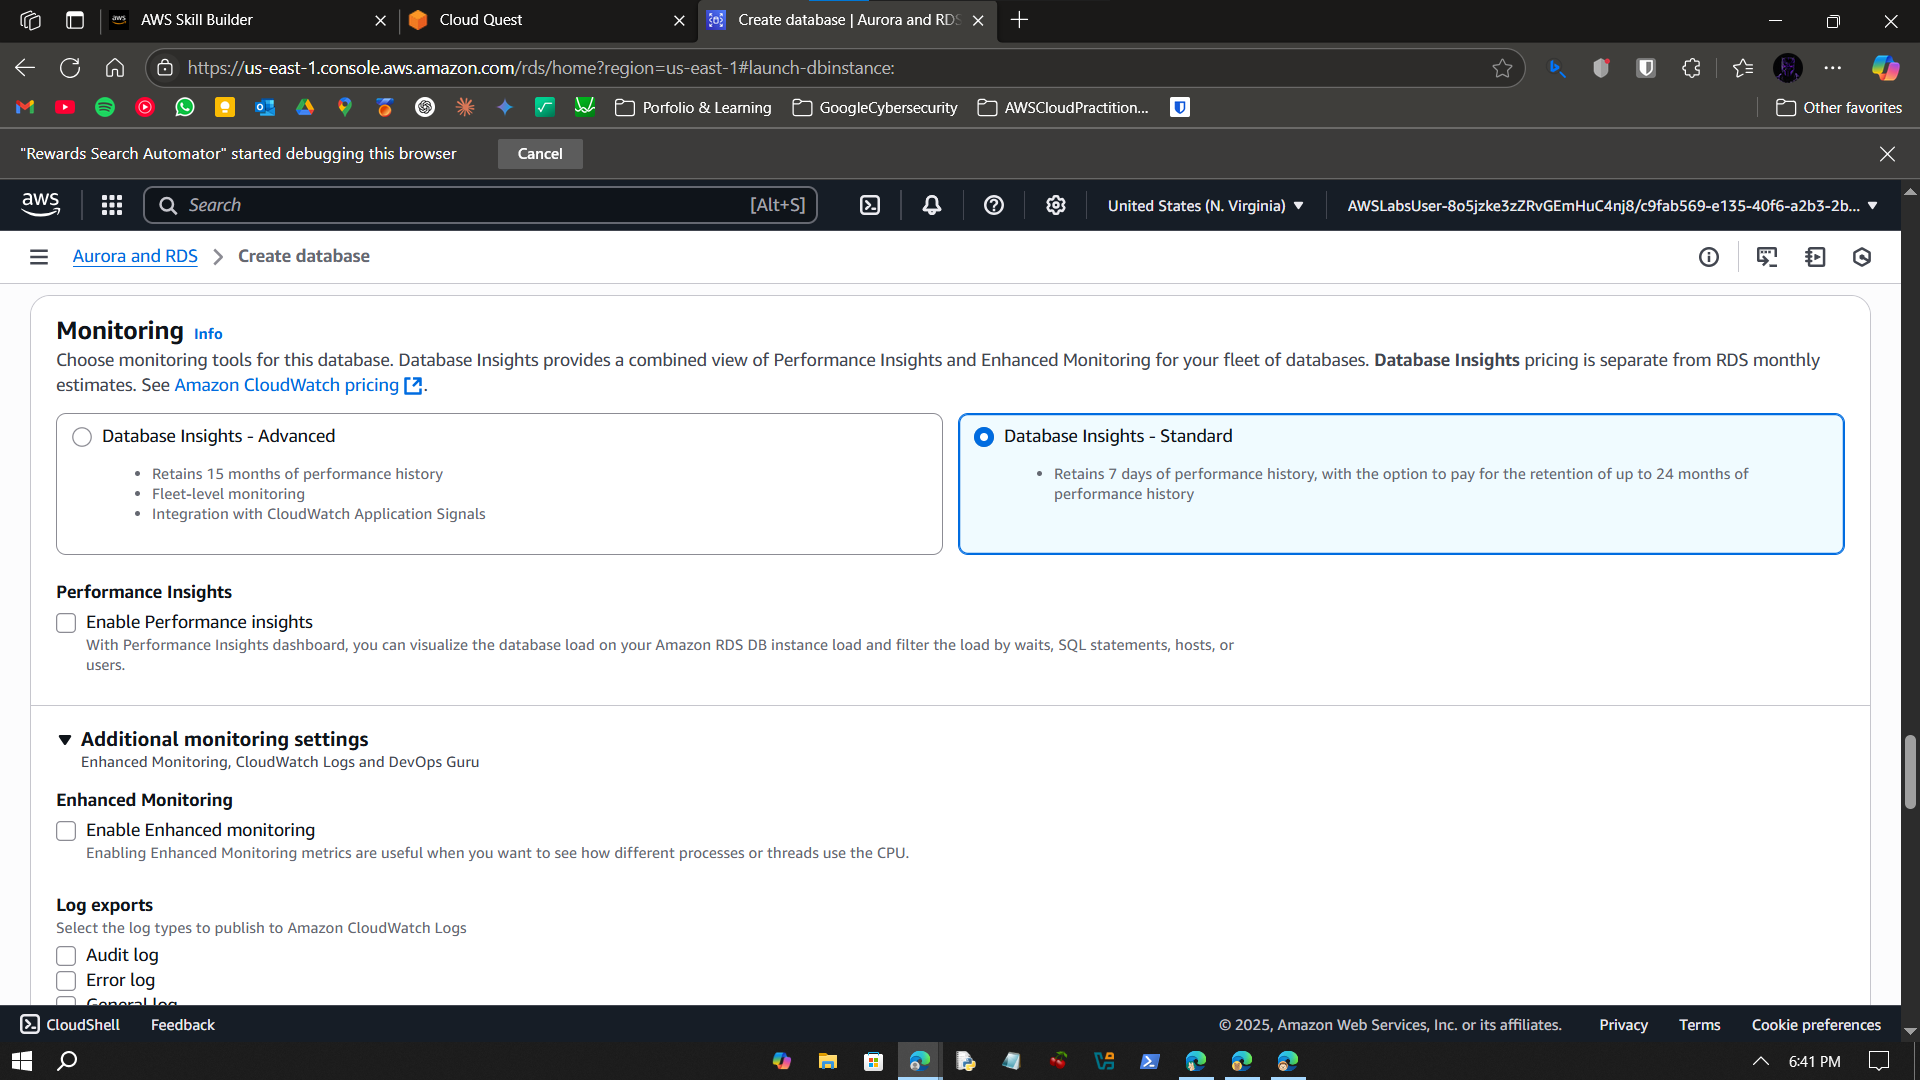 AWS Skill Builder
Cloud Quest
Create database | Aurora and RDS
https://us-east-1.console.aws.amazon.com/rds/home?region=us-east-1#launch-dbinstance:
Porfolio & Learning
GoogleCybersecurity
AWSCloudPractition...
Other favorites
"Rewards Search Automator" started debugging this browser
Cancel
aws
Search
[Alt+S]
United States (N. Virginia)
AWSLabsUser-8o5jzke3zZRvGEmHuC4nj8/c9fab569-e135-40f6-a2b3-2b...
Aurora and RDS
Create database
Monitoring Info
Choose monitoring tools for this database. Database Insights provides a combined view of Performance Insights and Enhanced Monitoring for your fleet of databases. Database Insights pricing is separate from RDS monthly
estimates. See Amazon CloudWatch pricing.
Database Insights - Advanced
• Retains 15 months of performance history
• Fleet-level monitoring
• Integration with CloudWatch Application Signals
Database Insights - Standard
• Retains 7 days of performance history, with the option to pay for the retention of up to 24 months of
performance history
Performance Insights
Enable Performance insights
With Performance Insights dashboard, you can visualize the database load on your Amazon RDS DB instance load and filter the load by waits, SQL statements, hosts, or
users.
Additional monitoring settings
Enhanced Monitoring, CloudWatch Logs and DevOps Guru
Enhanced Monitoring
Enable Enhanced monitoring
Enabling Enhanced Monitoring metrics are useful when you want to see how different processes or threads use the CPU.
Log exports
Select the log types to publish to Amazon CloudWatch Logs
Audit log
Error log
General log
CloudShell
Feedback
© 2025, Amazon Web Services, Inc. or its affiliates.
Privacy
Terms
Cookie preferences
6:41 PM